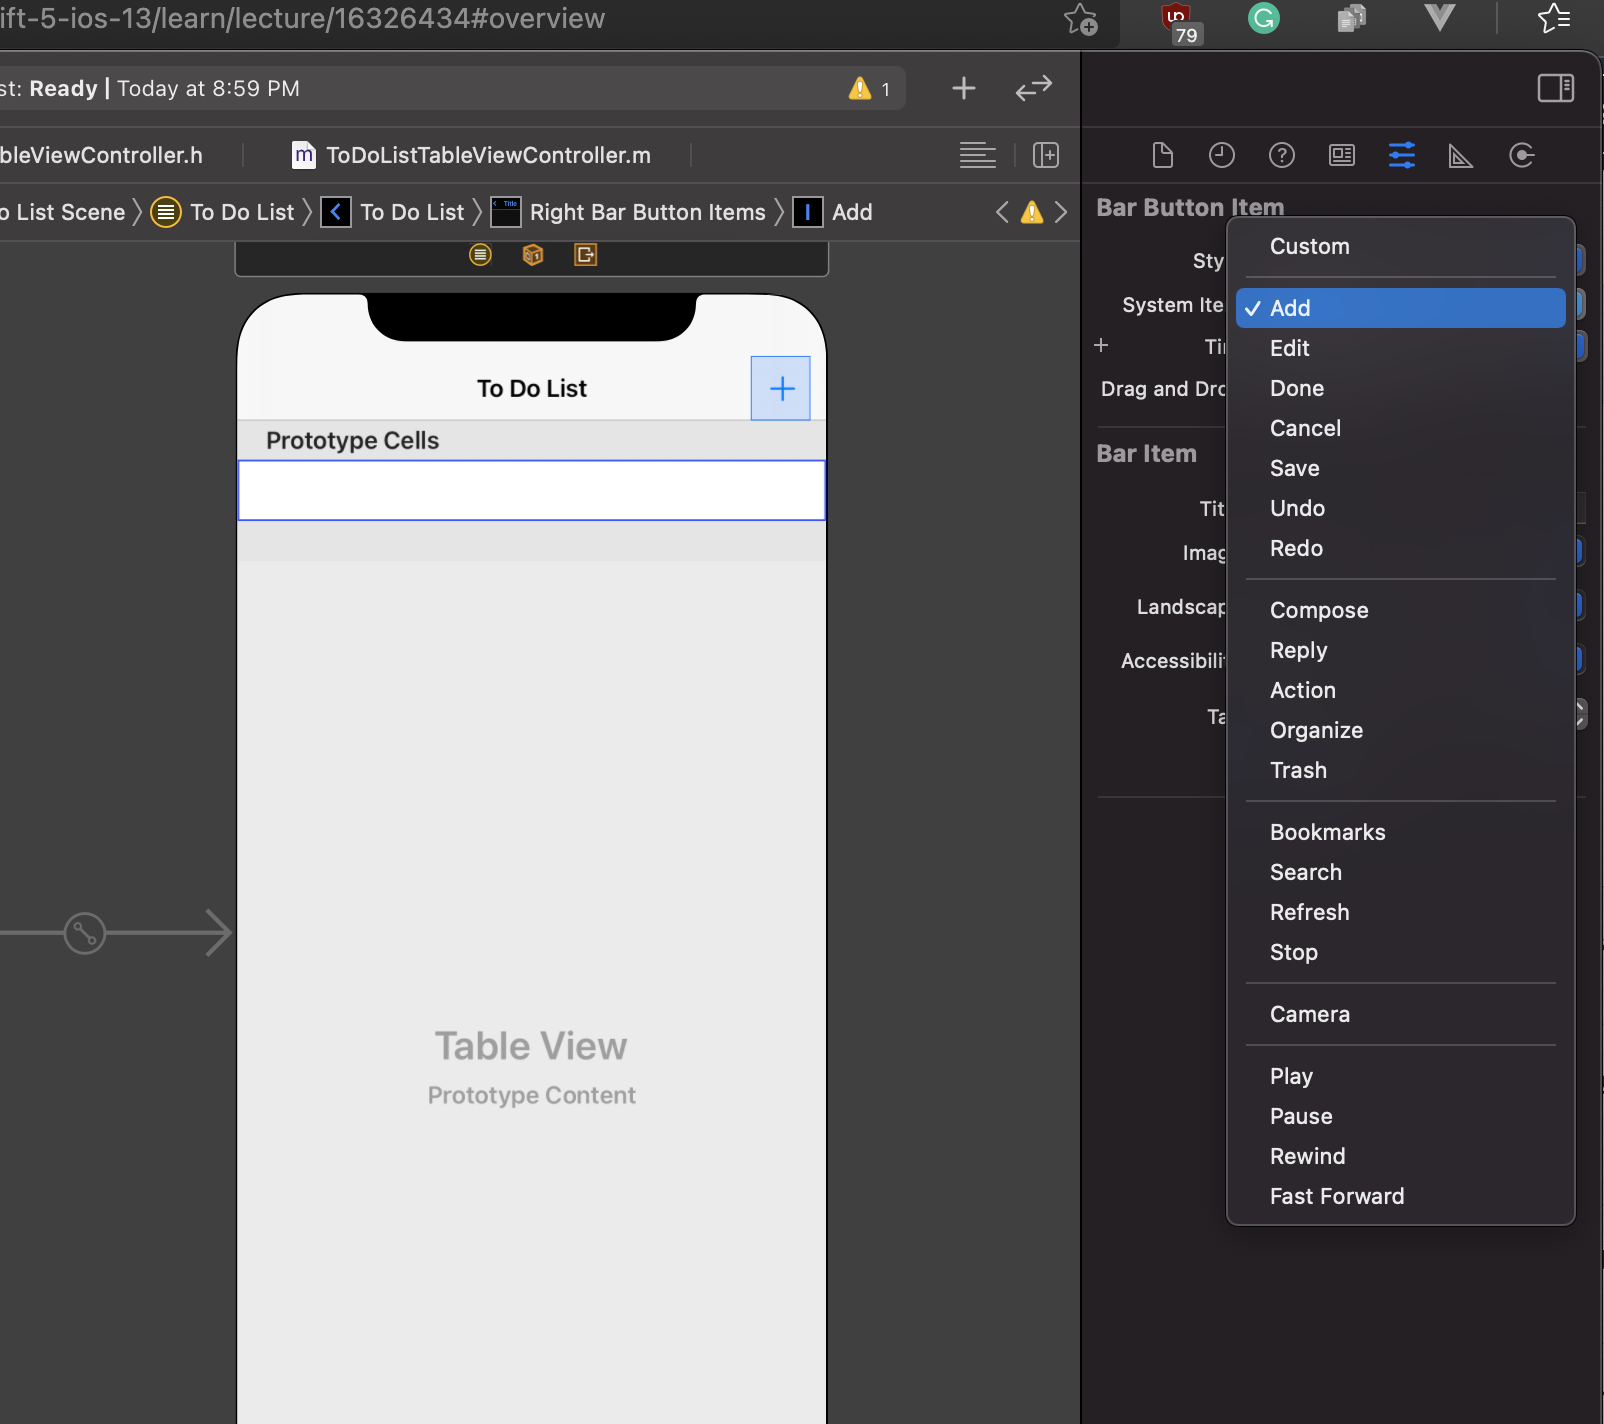 ift-5-ios-13/learn/lecture/16326434#overview
79
st: Ready | Today at 8:59 PM
1
bleViewController.h
m ToDoListTableViewController.m
o List Scene
To Do List
To Do List
Title
Right Bar Button Items
Add
Bar Button Item
Sty
System Ite
Drag and Dro
Bar Item
Tit
Imag
Landscap
Accessibili
Ta
Custom
Add
Edit
Done
Cancel
Save
Undo
Redo
Compose
Reply
Action
Organize
Trash
Bookmarks
Search
Refresh
Stop
Camera
Play
Pause
Rewind
Fast Forward
To Do List
Prototype Cells
Table View
Prototype Content